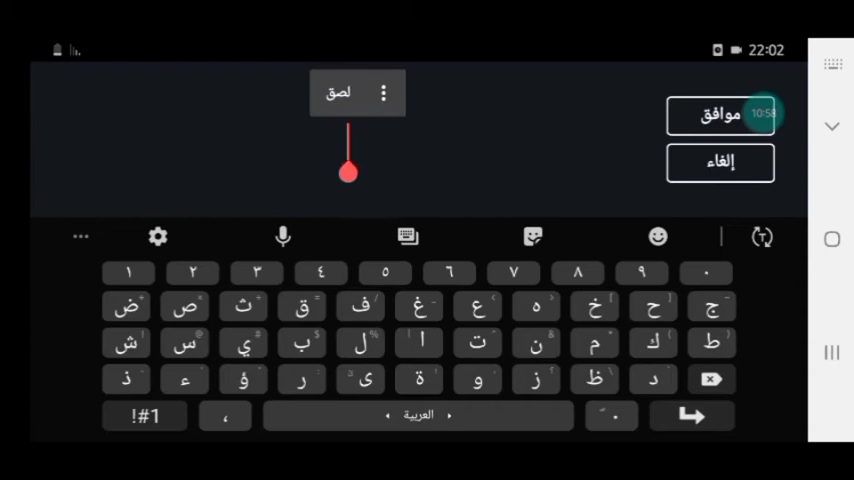 22:02
لصق
موافق
10:58
إلغاء
١ ٢ ٣ ٤ ٥ ٦ ٧ ٨ ٩ ٠
ض ص ث ق ف غ ع ه خ ح ج
ش س ي ب ل ا ت ن م ك ط
ذ ء ؤ ر ى ة و ز ظ د
!#1 ، العربية .